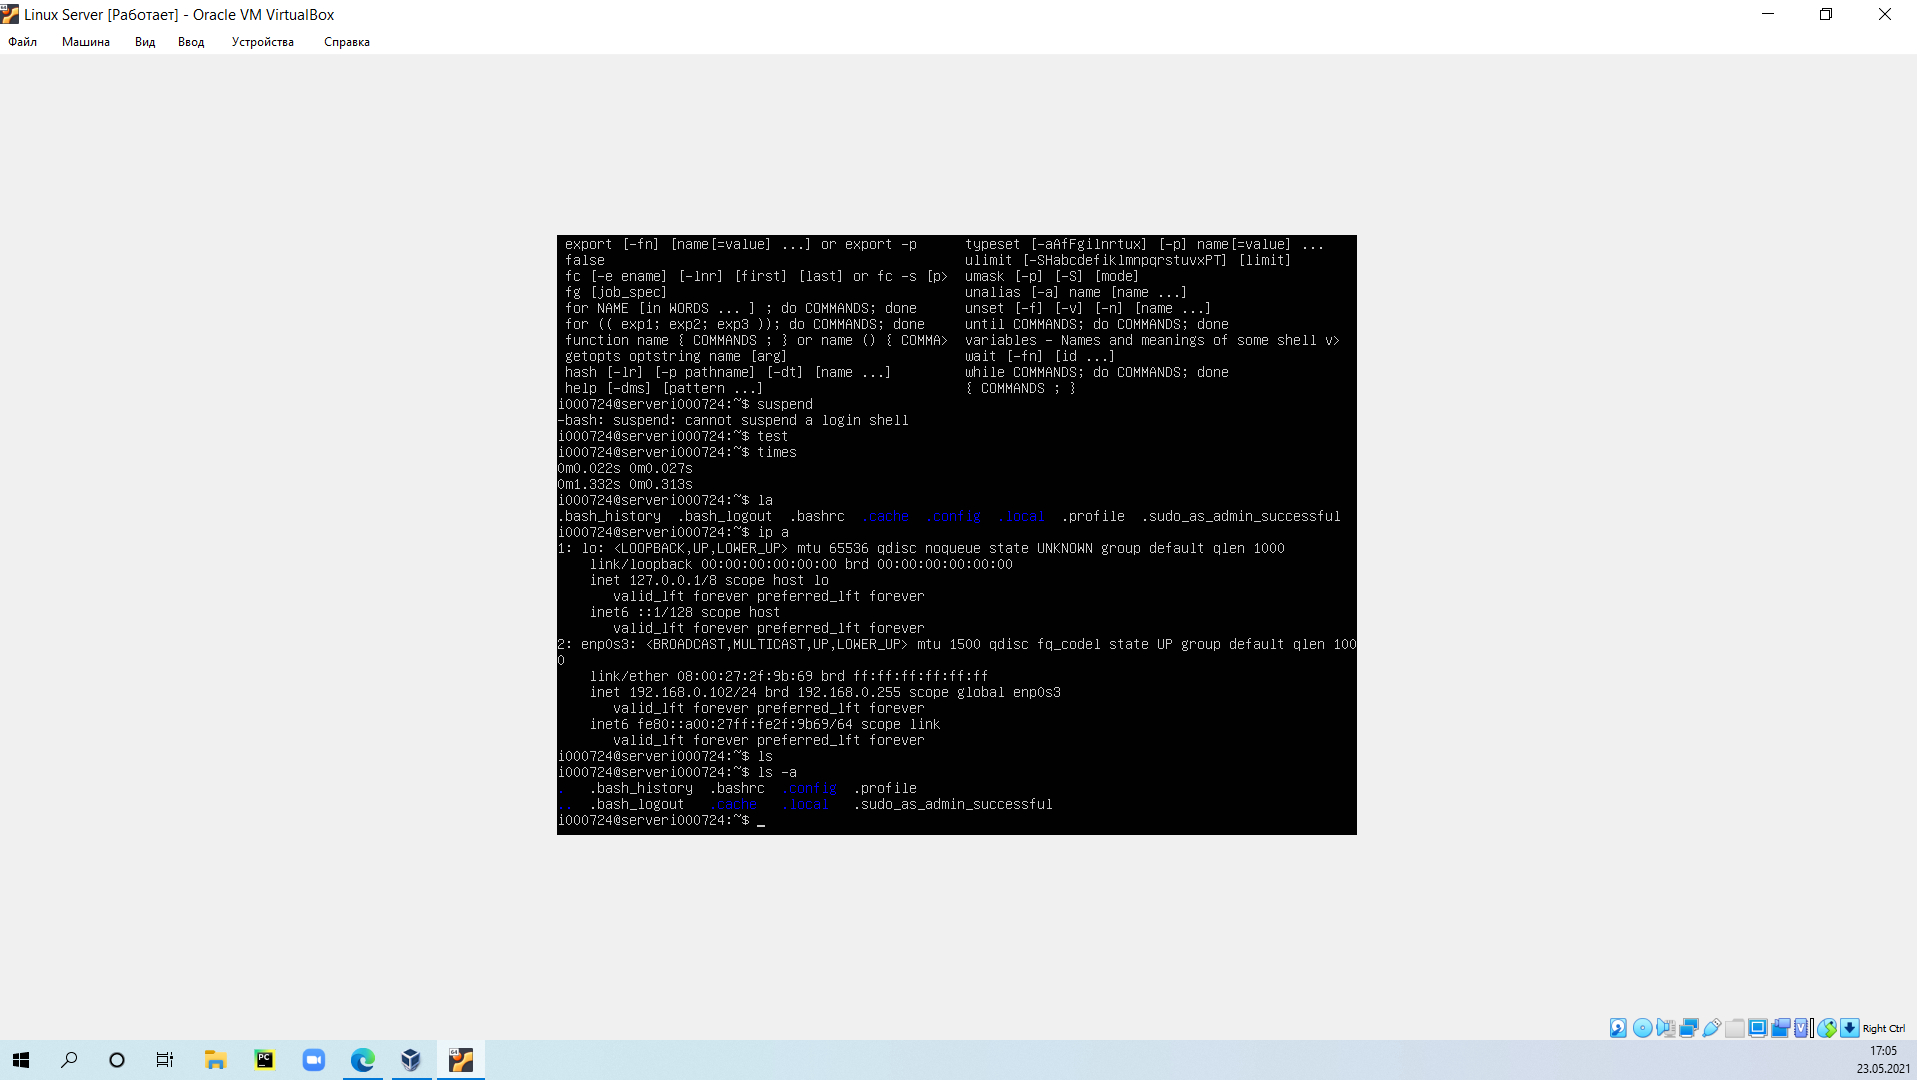 Linux Server [Работает] - Oracle VM VirtualBox
Файл Машина Вид Ввод Устройства Справка
export [-fn] [name[=value] ...] or export -p typeset [-aAfFgilnrtux] [-p] name[=value] ...
false ulimit [-SHabcdefiklmnpqrstuvxPT] [limit]
fc [-e ename] [-lnr] [first] [last] or fc -s [p> umask [-p] [-S] [mode]
fg [job_spec] unalias [-a] name [name ...]
for NAME [in WORDS ... ] ; do COMMANDS; done unset [-f] [-v] [-n] [name ...]
for (( exp1; exp2; exp3 )); do COMMANDS; done until COMMANDS; do COMMANDS; done
function name { COMMANDS ; } or name () { COMMA> variables - Names and meanings of some shell v>
getopts optstring name [arg] wait [-fn] [id ...]
hash [-lr] [-p pathname] [-dt] [name ...] while COMMANDS; do COMMANDS; done
help [-dms] [pattern ...] { COMMANDS ; }
i000724@serveri000724:~$ suspend
-bash: suspend: cannot suspend a login shell
i000724@serveri000724:~$ test
i000724@serveri000724:~$ times
0m0.022s 0m0.027s
0m1.332s 0m0.313s
i000724@serveri000724:~$ la
.bash_history .bash_logout .bashrc .cache .config .local .profile .sudo_as_admin_successful
i000724@serveri000724:~$ ip a
1: lo: <LOOPBACK,UP,LOWER_UP> mtu 65536 qdisc noqueue state UNKNOWN group default qlen 1000
link/loopback 00:00:00:00:00:00 brd 00:00:00:00:00:00
inet 127.0.0.1/8 scope host lo
valid_lft forever preferred_lft forever
inet6 ::1/128 scope host
valid_lft forever preferred_lft forever
2: enp0s3: <BROADCAST,MULTICAST,UP,LOWER_UP> mtu 1500 qdisc fq_codel state UP group default qlen 100
0
link/ether 08:00:27:2f:9b:69 brd ff:ff:ff:ff:ff:ff
inet 192.168.0.102/24 brd 192.168.0.255 scope global enp0s3
valid_lft forever preferred_lft forever
inet6 fe80::a00:27ff:fe2f:9b69/64 scope link
valid_lft forever preferred_lft forever
i000724@serveri000724:~$ ls
i000724@serveri000724:~$ ls -a
. .bash_history .bashrc .config .profile
.. .bash_logout .cache .local .sudo_as_admin_successful
i000724@serveri000724:~$ _
Right Ctrl
PC
64
17:05
23.05.2021